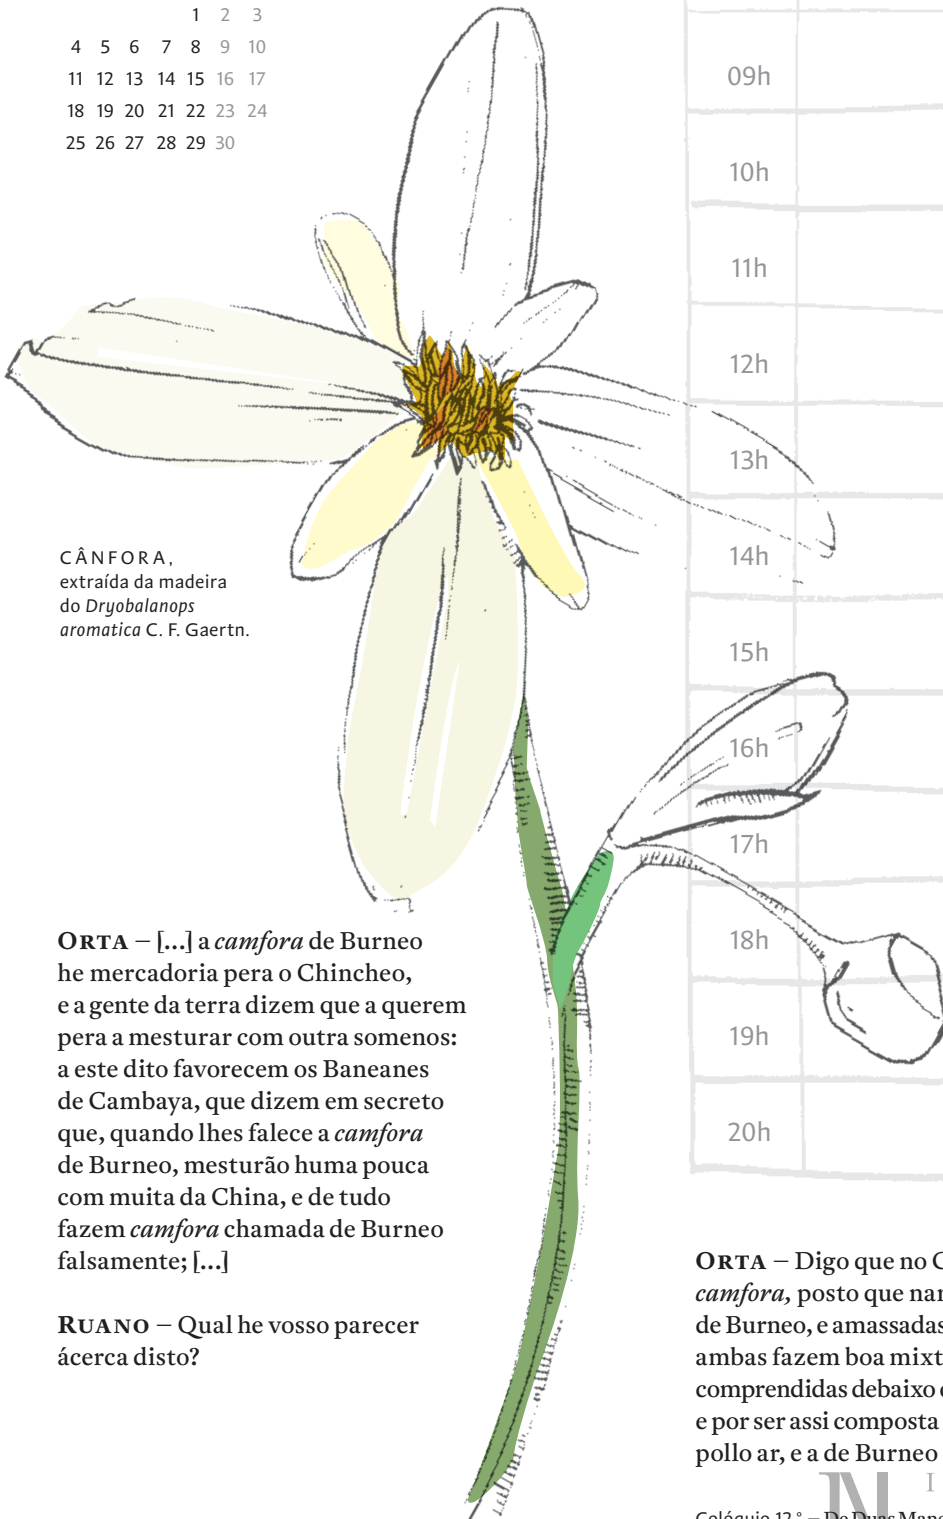 1 2 3
4 5 6 7 8 9 10
11 12 13 14 15 16 17
18 19 20 21 22 23 24
25 26 27 28 29 30
CÂNFORA,
extraída da madeira
do Dryobalanops
aromatica C. F. Gaertn.
ORTA – [...] a camfora de Burneo
he mercadoria pera o Chincheo,
e a gente da terra dizem que a querem
pera a mesturar com outra somenos:
a este dito favorecem os Baneanes
de Cambaya, que dizem em secreto
que, quando lhes falece a camfora
de Burneo, mesturão huma pouca
com muita da China, e de tudo
fazem camfora chamada de Burneo
falsamente; [...]
RUANO – Qual he vosso parecer
ácerca disto?
09h
10h
11h
12h
13h
14h
15h
16h
17h
18h
19h
20h
ORTA – Digo que no
camfora, posto que
de Burneo, e amassadas
ambas fazem boa
comprendidas debaixo
e por ser assi composta
pollo ar, e a de Burneo
N
Colóquio 12.º – De Duas